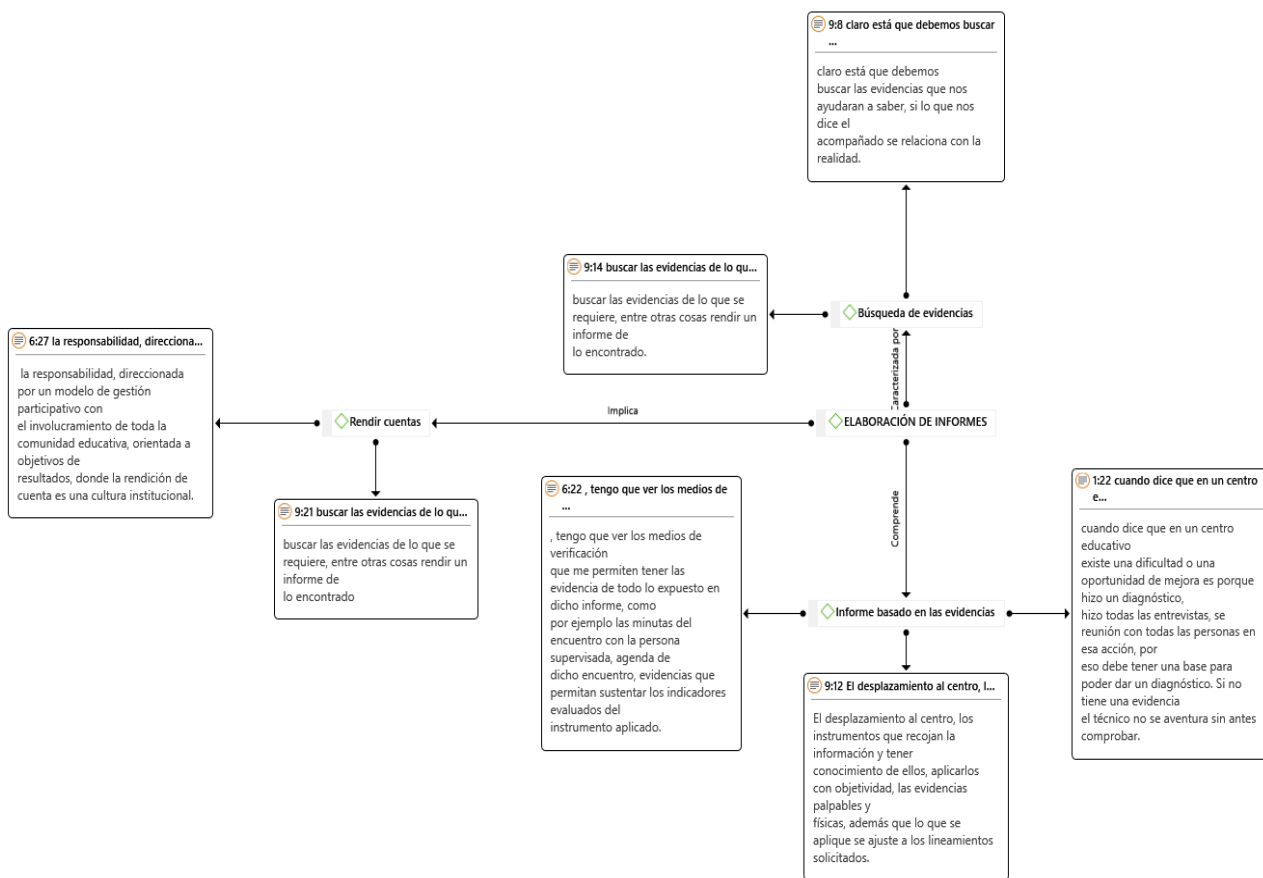 9:8 claro está que debemos buscar
...
claro está que debemos
buscar las evidencias que nos
ayudaran a saber, si lo que nos
dice el
acompañado se relaciona con la
realidad.
9:14 buscar las evidencias de lo qu...
buscar las evidencias de lo que se
requiere, entre otras cosas rendir un
informe de
lo encontrado.
Búsqueda de evidencias
Caracterizada por
6:27 la responsabilidad, direcciona...
la responsabilidad, direccionada
por un modelo de gestión
participativo con
el involucramiento de toda la
comunidad educativa, orientada a
objetivos de
resultados, donde la rendición de
cuenta es una cultura institucional.
Rendir cuentas
Implica
ELABORACIÓN DE INFORMES
9:21 buscar las evidencias de lo qu...
buscar las evidencias de lo que se
requiere, entre otras cosas rendir un
informe de
lo encontrado
Comprende
6:22 , tengo que ver los medios de
...
, tengo que ver los medios de
verificación
que me permiten tener las
evidencia de todo lo expuesto en
dicho informe, como
por ejemplo las minutas del
encuentro con la persona
supervisada, agenda de
dicho encuentro, evidencias que
permitan sustentar los indicadores
evaluados del
instrumento aplicado.
Informe basado en las evidencias
1:22 cuando dice que en un centro
e...
cuando dice que en un centro
educativo
existe una dificultad o una
oportunidad de mejora es porque
hizo un diagnóstico,
hizo todas las entrevistas, se
reunión con todas las personas en
esa acción, por
eso debe tener una base para
poder dar un diagnóstico. Si no
tiene una evidencia
el técnico no se aventura sin antes
comprobar.
9:12 El desplazamiento al centro, l...
El desplazamiento al centro, los
instrumentos que recojan la
información y tener
conocimiento de ellos, aplicarlos
con objetividad, las evidencias
palpables y
físicas, además que lo que se
aplique se ajuste a los lineamientos
solicitados.